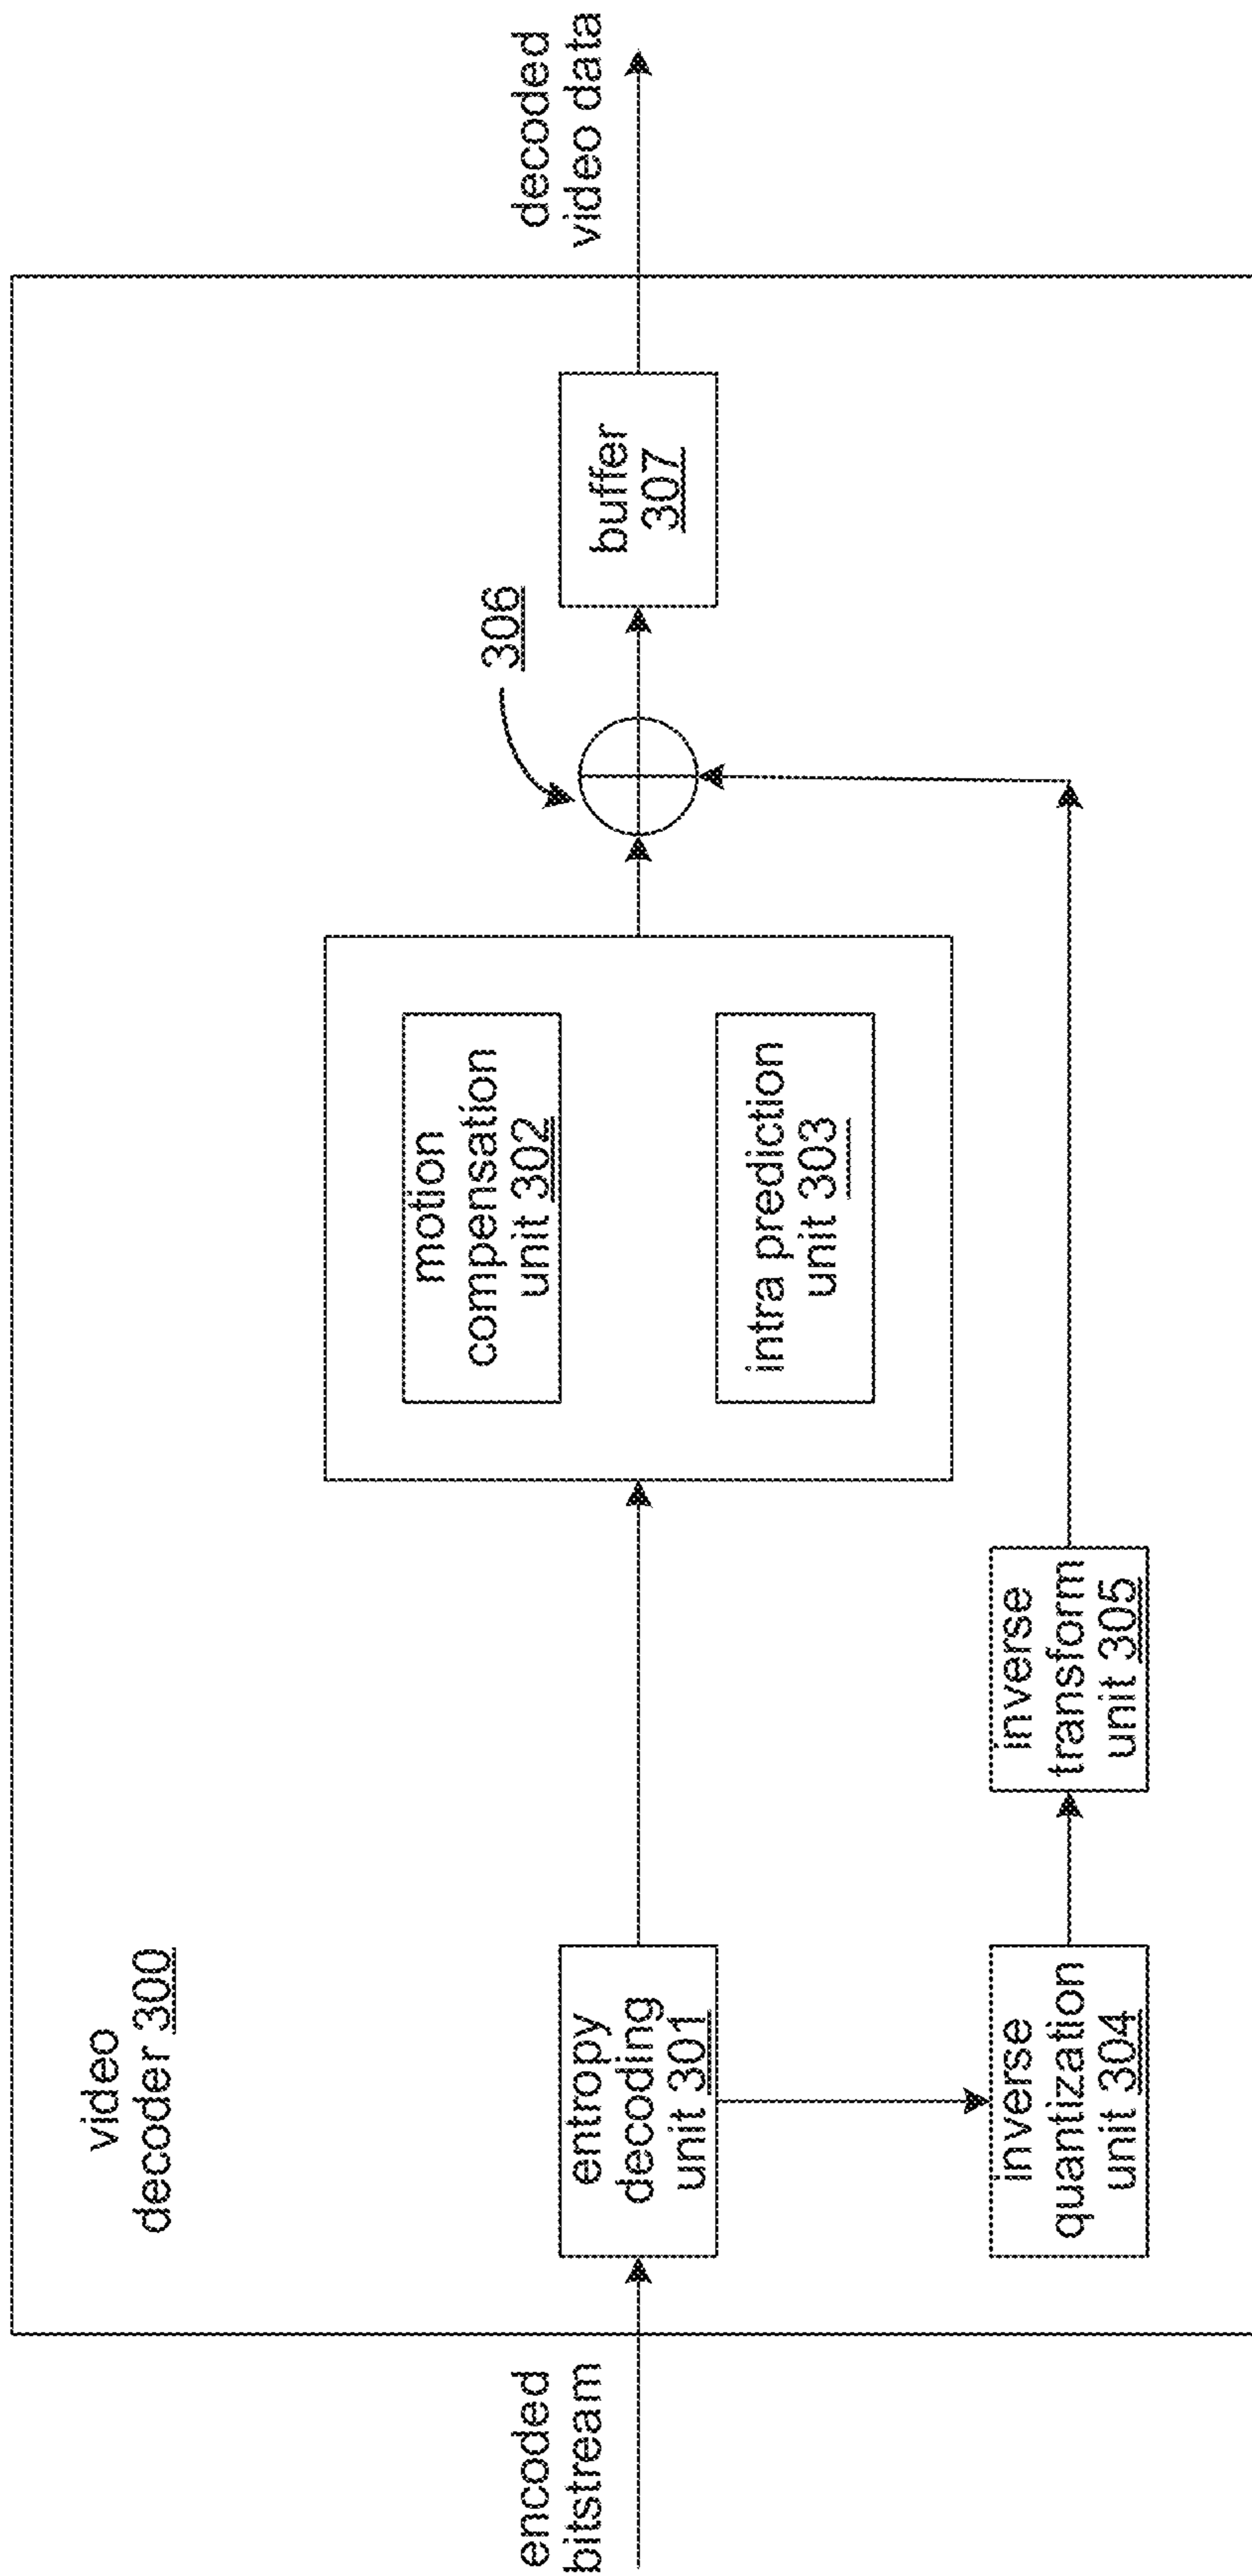 video
decoder 300
encoded
bitstream
entropy
decoding
unit 301
inverse
quantization
unit 304
inverse
transform
unit 305
motion
compensation
unit 302
intra prediction
unit 303
306
buffer
307
decoded
video data